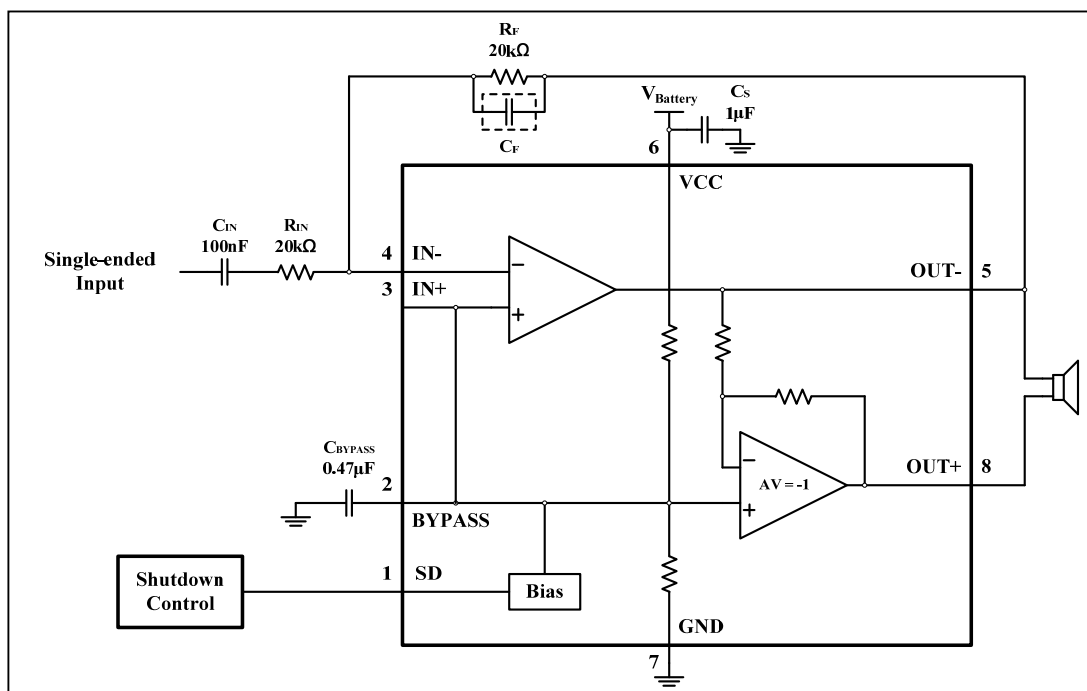 RF
20kΩ
VBattery
CS
1μF
CF
6
VCC
CIN
100nF
RIN
20kΩ
Single-ended
Input
4
IN-
3
IN+
−
+
OUT-
5
CBYPASS
0.47μF
2
BYPASS
−
+
AV = -1
OUT+
8
1
SD
Shutdown
Control
Bias
GND
7